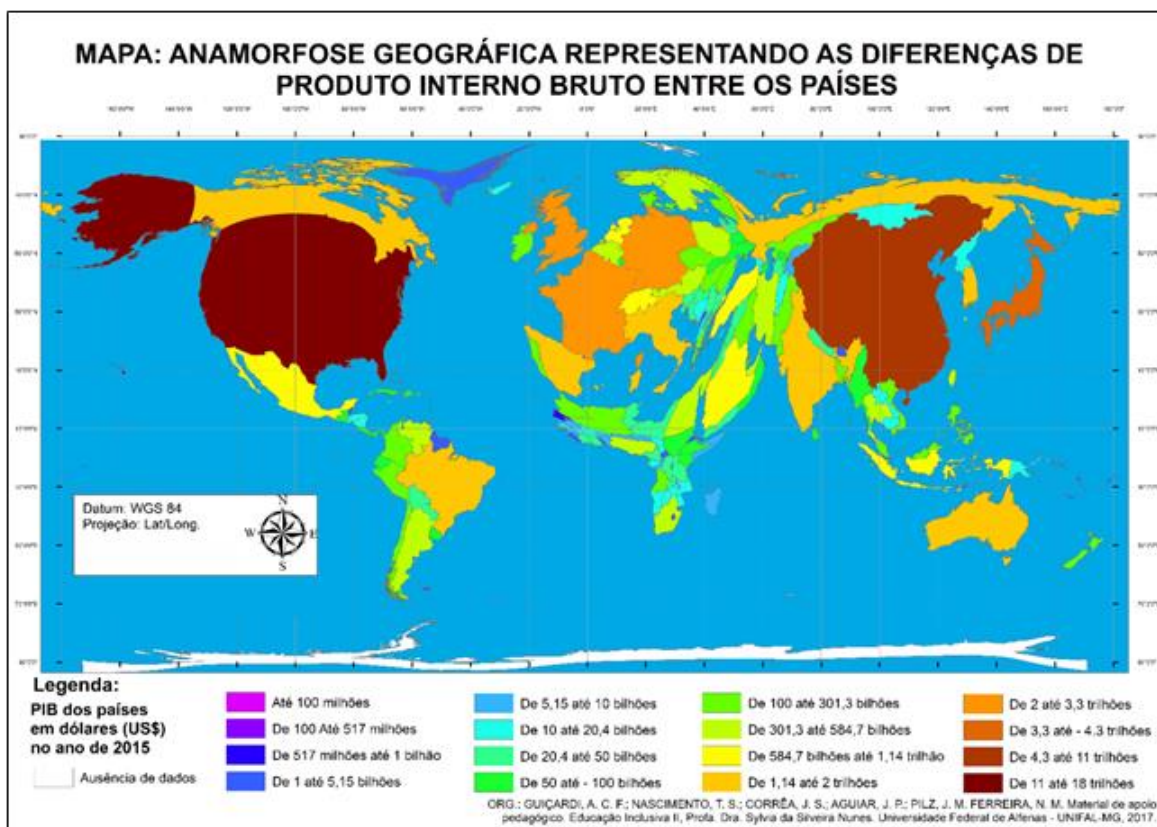 MAPA: ANAMORFOSE GEOGRÁFICA REPRESENTANDO AS DIFERENÇAS DE
PRODUTO INTERNO BRUTO ENTRE OS PAÍSES
Datum: WGS 84
Projeção: Lat/Long.
N
W
E
S
Legenda:
PIB dos países
em dólares (US$)
no ano de 2015
Ausência de dados
Até 100 milhões
De 100 Até 517 milhões
De 517 milhões até 1 bilhão
De 1 até 5,15 bilhões
De 5,15 até 10 bilhões
De 10 até 20,4 bilhões
De 20,4 até 50 bilhões
De 50 até - 100 bilhões
De 100 até 301,3 bilhões
De 301,3 até 584,7 bilhões
De 584,7 bilhões até 1,14 trilhão
De 1,14 até 2 trilhões
De 2 até 3,3 trilhões
De 3,3 até - 4.3 trilhões
De 4,3 até 11 trilhões
De 11 até 18 trilhões
ORG.: GUIÇARDI, A. C. F.; NASCIMENTO, T. S.; CORRÊA, J. S.; AGUIAR, J. P.; PILZ, J. M. FERREIRA, N. M. Material de apoio
pedagógico. Educação Inclusiva II, Profa. Dra. Sylvia da Silveira Nunes. Universidade Federal de Alfenas - UNIFAL-MG, 2017.